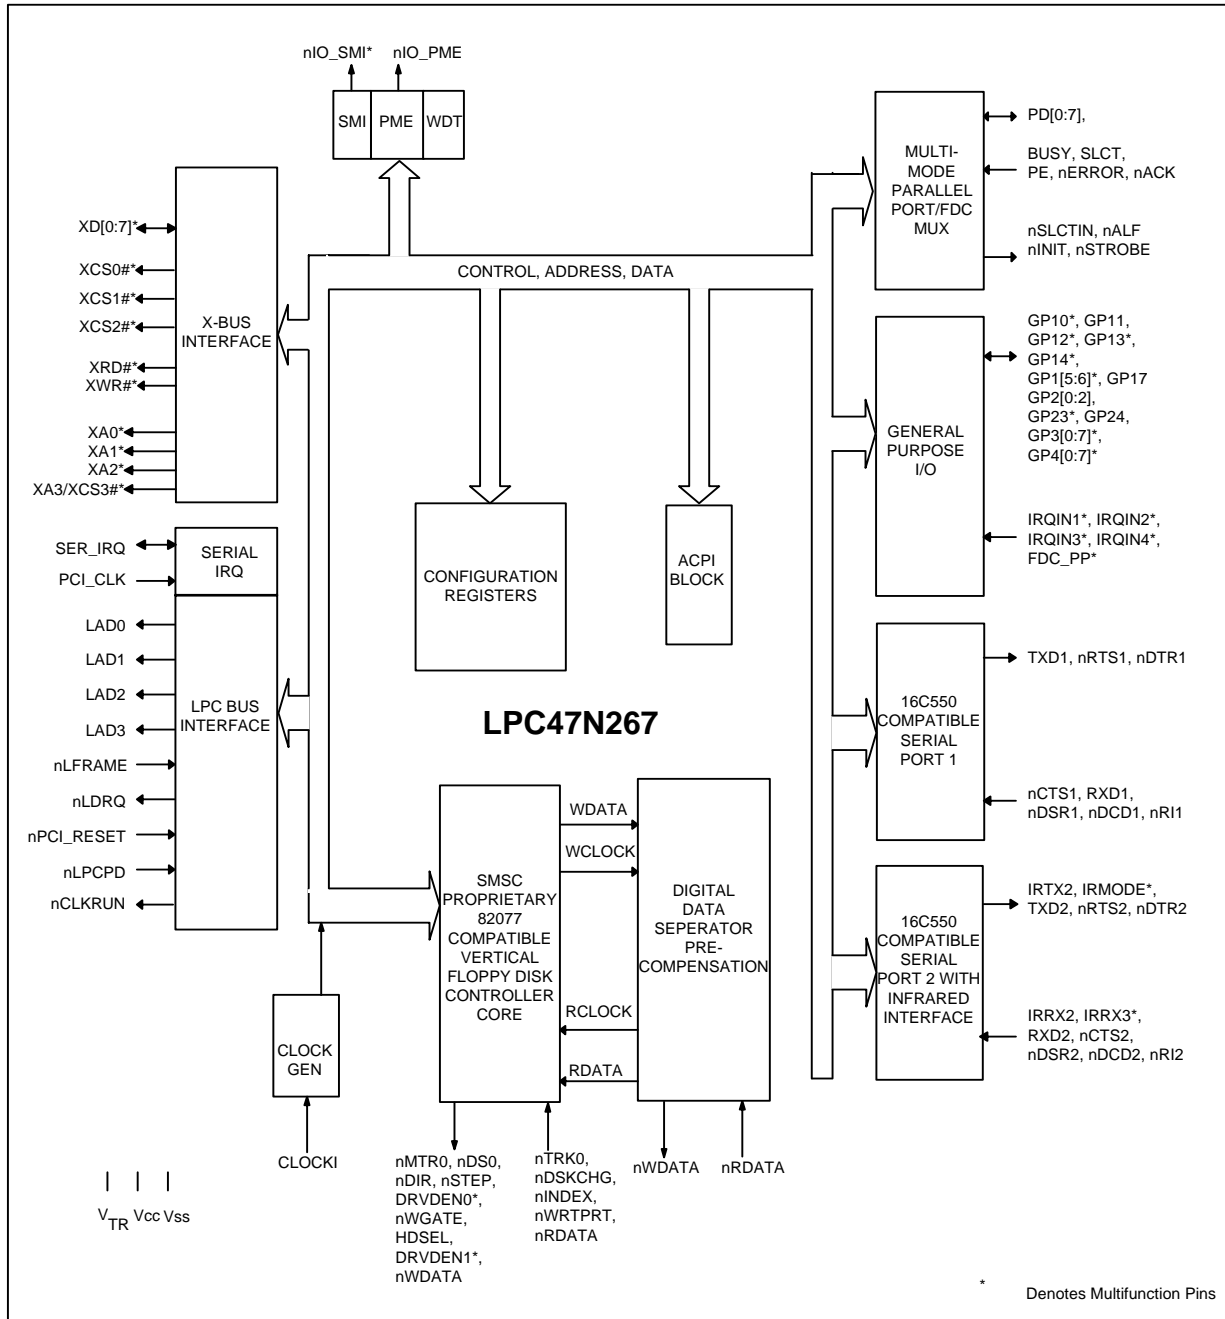 nIO_SMI*
nIO_PME
SMI
PME
WDT
XD[0:7]*
XCS0#*
XCS1#*
XCS2#*
XRD#*
XWR#*
XA0*
XA1*
XA2*
XA3/XCS3#*
X-BUS
INTERFACE
SER_IRQ
PCI_CLK
SERIAL
IRQ
LAD0
LAD1
LAD2
LAD3
nLFRAME
nLDRQ
nPCI_RESET
nLPCPD
nCLKRUN
LPC BUS
INTERFACE
CONTROL, ADDRESS, DATA
CONFIGURATION
REGISTERS
ACPI
BLOCK
LPC47N267
MULTI-
MODE
PARALLEL
PORT/FDC
MUX
PD[0:7],
BUSY, SLCT,
PE, nERROR, nACK
nSLCTIN, nALF
nINIT, nSTROBE
GENERAL
PURPOSE
I/O
GP10*, GP11,
GP12*, GP13*,
GP14*,
GP1[5:6]*, GP17
GP2[0:2],
GP23*, GP24,
GP3[0:7]*,
GP4[0:7]*
IRQIN1*, IRQIN2*,
IRQIN3*, IRQIN4*,
FDC_PP*
16C550
COMPATIBLE
SERIAL
PORT 1
TXD1, nRTS1, nDTR1
nCTS1, RXD1,
nDSR1, nDCD1, nRI1
16C550
COMPATIBLE
SERIAL
PORT 2 WITH
INFRARED
INTERFACE
IRTX2, IRMODE*,
TXD2, nRTS2, nDTR2
IRRX2, IRRX3*,
RXD2, nCTS2,
nDSR2, nDCD2, nRI2
SMSC
PROPRIETARY
82077
COMPATIBLE
VERTICAL
FLOPPY DISK
CONTROLLER
CORE
WDATA
WCLOCK
RCLOCK
RDATA
DIGITAL
DATA
SEPERATOR
PRE-
COMPENSATION
CLOCK
GEN
CLOCKI
nMTR0, nDS0,
nDIR, nSTEP,
DRVDEN0*,
nWGATE,
HDSEL,
DRVDEN1*,
nWDATA
nTRK0,
nDSKCHG,
nINDEX,
nWRTPRT,
nRDATA
nWDATA
nRDATA
VTR Vcc Vss
* Denotes Multifunction Pins